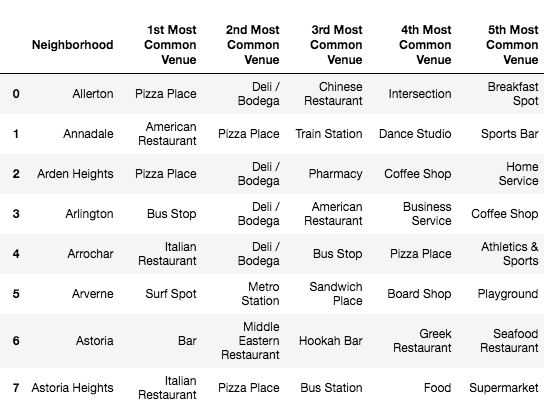 Neighborhood 1st Most Common Venue 2nd Most Common Venue 3rd Most Common Venue 4th Most Common Venue 5th Most Common Venue
0 Allerton Pizza Place Deli / Bodega Chinese Restaurant Intersection Breakfast Spot
1 Annadale American Restaurant Pizza Place Train Station Dance Studio Sports Bar
2 Arden Heights Pizza Place Deli / Bodega Pharmacy Coffee Shop Home Service
3 Arlington Bus Stop Deli / Bodega American Restaurant Business Service Coffee Shop
4 Arrochar Italian Restaurant Deli / Bodega Bus Stop Pizza Place Athletics & Sports
5 Arverne Surf Spot Metro Station Sandwich Place Board Shop Playground
6 Astoria Bar Middle Eastern Restaurant Hookah Bar Greek Restaurant Seafood Restaurant
7 Astoria Heights Italian Restaurant Pizza Place Bus Station Food Supermarket